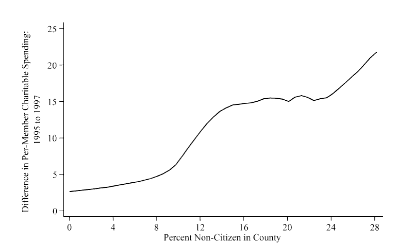 Difference in Per-Member Charitable Spending:
1995 to 1997
25
20
15
10
5
0
0 4 8 12 16 20 24 28
Percent Non-Citizen in County